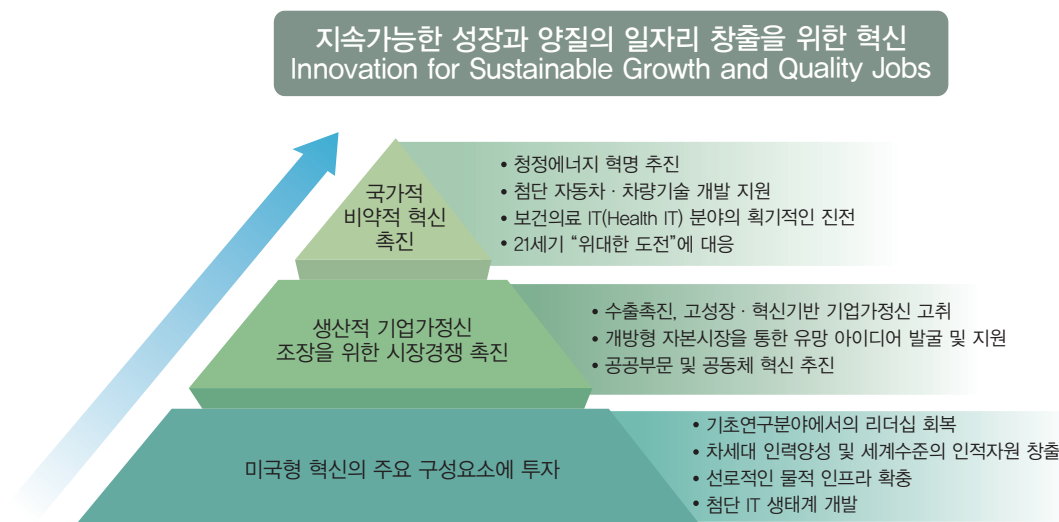 지속가능한 성장과 양질의 일자리 창출을 위한 혁신
Innovation for Sustainable Growth and Quality Jobs
국가적
비약적 혁신
촉진
• 청정에너지 혁명 추진
• 첨단 자동차 · 차량기술 개발 지원
• 보건의료 IT(Health IT) 분야의 획기적인 진전
• 21세기 “위대한 도전”에 대응
생산적 기업가정신
조장을 위한 시장경쟁 촉진
• 수출촉진, 고성장 · 혁신기반 기업가정신 고취
• 개방형 자본시장을 통한 유망 아이디어 발굴 및 지원
• 공공부문 및 공동체 혁신 추진
미국형 혁신의 주요 구성요소에 투자
• 기초연구분야에서의 리더십 회복
• 차세대 인력양성 및 세계수준의 인적자원 창출
• 선로적인 물적 인프라 확충
• 첨단 IT 생태계 개발